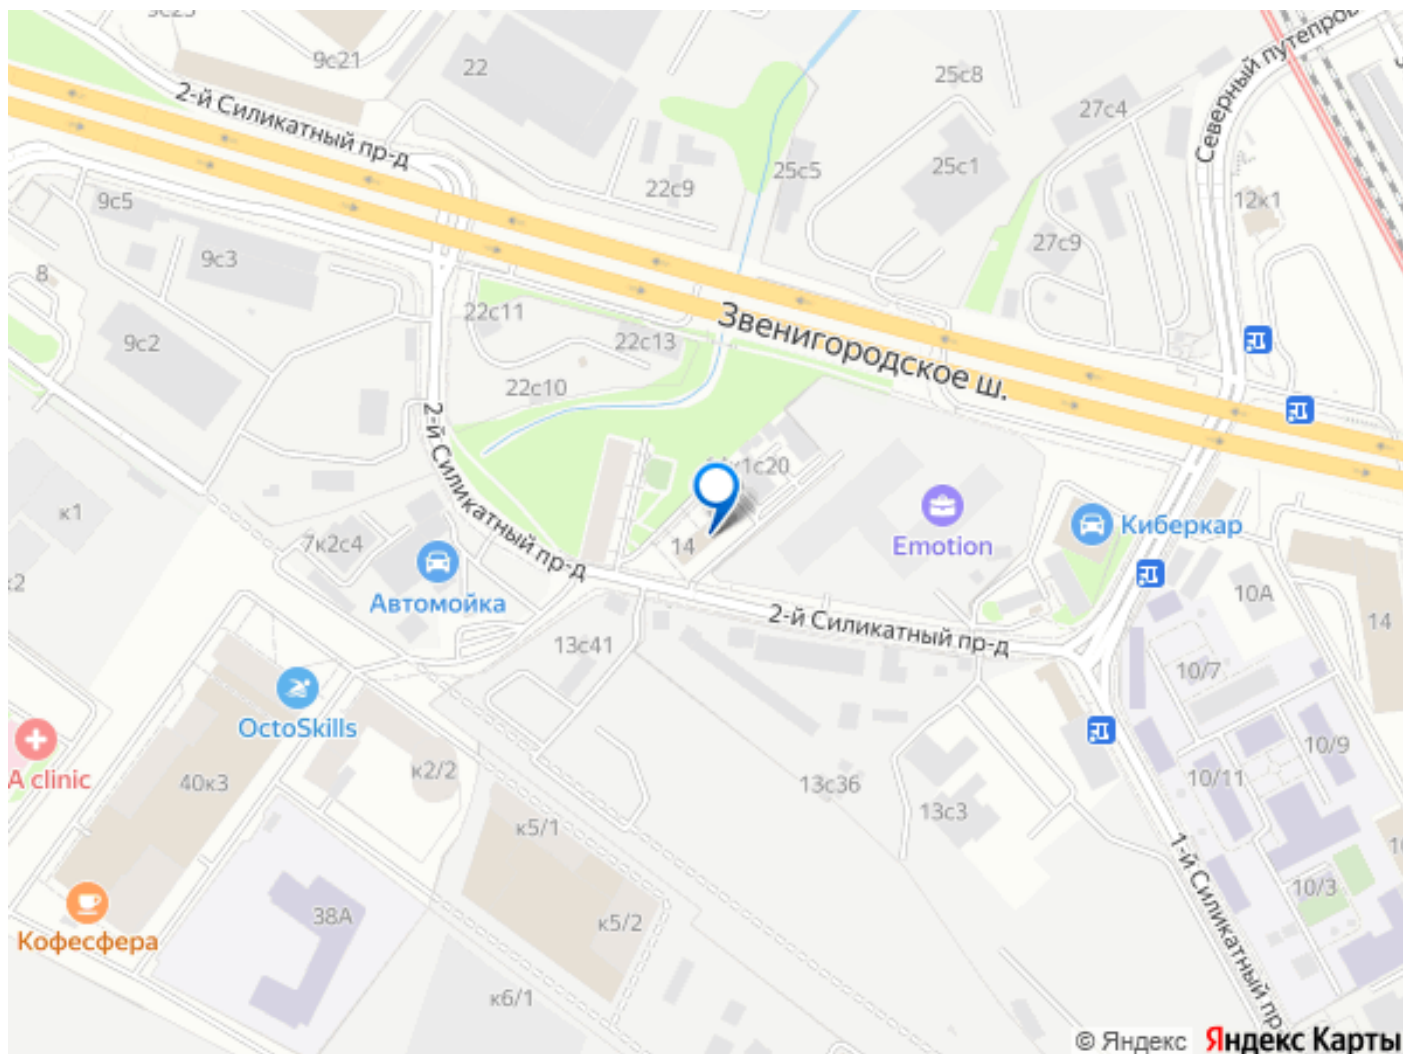 9с21
22
25с8
27с4
Северный путепров
2-й Силикатный пр-д
22с9
25с5
25с1
12к1
9с5
9с3
27с9
8
9с2
22с11
22с13
22с10
Звенигородское ш.
2-й Силикатный пр-д
к1
7к2с4
14
Emotion
Киберкар
Автомойка
2-й Силикатный пр-д
10А
14
13с41
10/7
OctoSkills
A clinic
40к3
к2/2
13с36
13с3
10/11
10/9
к5/1
1-й Силикатный пр-
10/3
38А
к5/2
Кофесфера
к6/1
© Яндекс Яндекс Карты